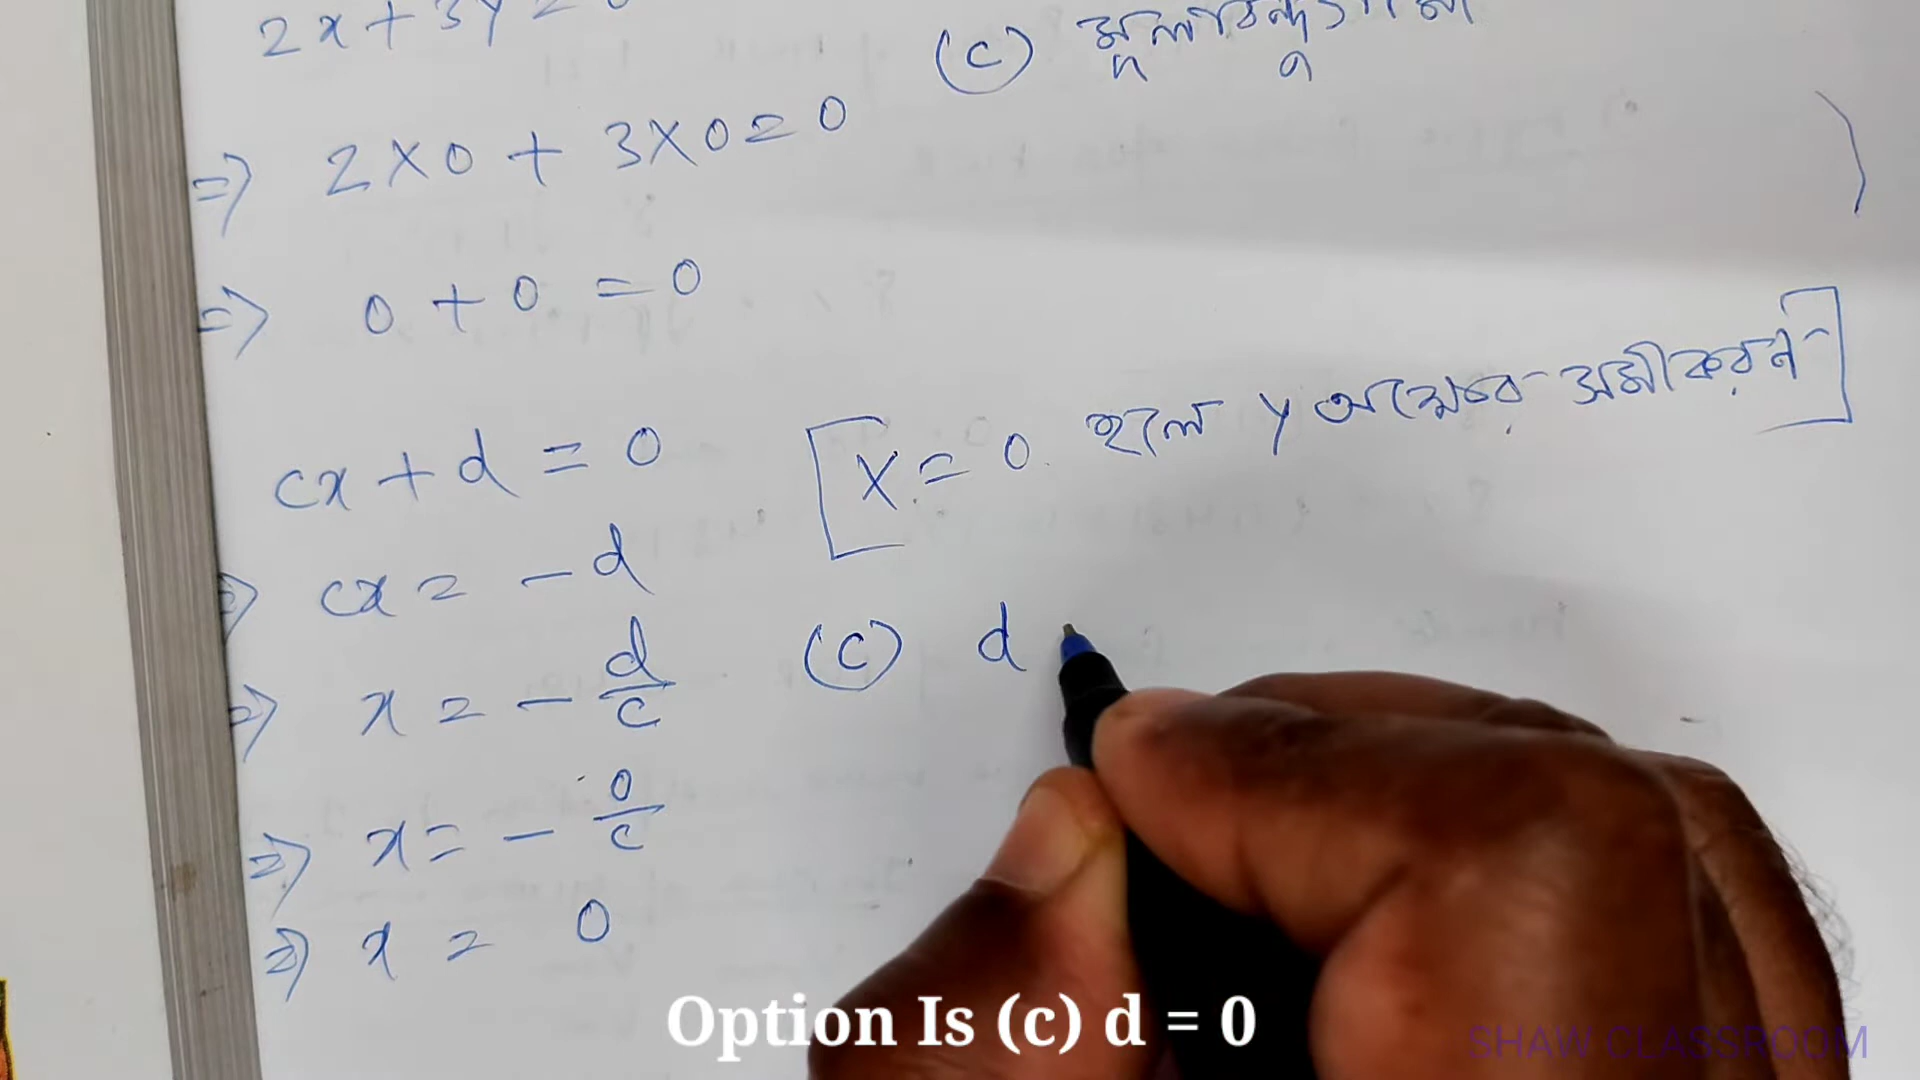 2x + 3y = 0
(c) মূলবিন্দুগামী
⇒ 2×0 + 3×0 = 0
⇒ 0 + 0 = 0
cx + d = 0 [x = 0 হলে y অক্ষের সমীকরণ]
⇒ cx = -d
⇒ x = -d/c (c) d
⇒ x = -0/c
⇒ x = 0
Option Is (c) d = 0
SHAW CLASSROOM